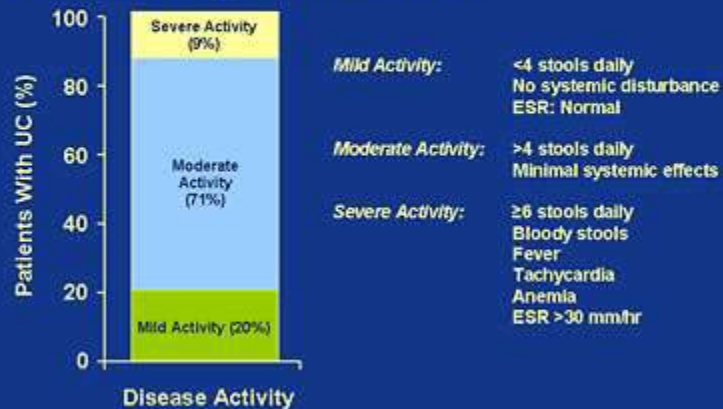 Patients With UC (%)
100
80
60
40
20
0
Severe Activity
(9%)
Moderate
Activity
(71%)
Mild Activity (20%)
Disease Activity
Mild Activity: <4 stools daily
No systemic disturbance
ESR: Normal
Moderate Activity: >4 stools daily
Minimal systemic effects
Severe Activity: ≥6 stools daily
Bloody stools
Fever
Tachycardia
Anemia
ESR >30 mm/hr